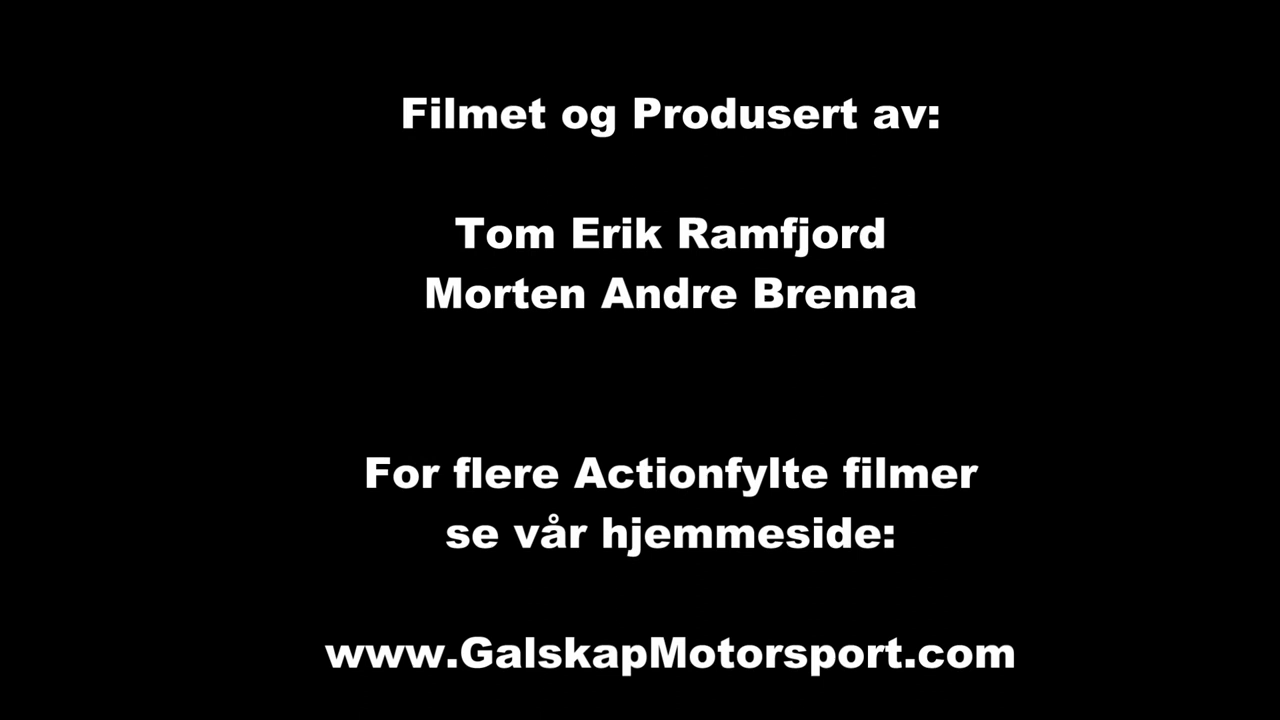 Filmet og Produsert av:
Tom Erik Ramfjord
Morten Andre Brenna
For flere Actionfylte filmer
se vår hjemmeside:
www.GalskapMotorsport.com